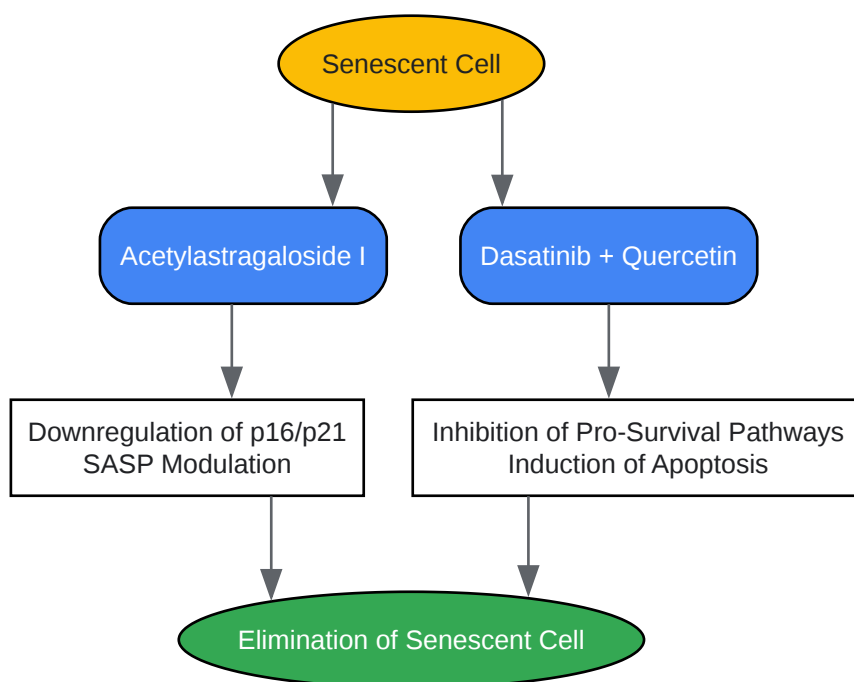 Senescent Cell
Acetylastragaloside I
Dasatinib + Quercetin
Downregulation of p16/p21
SASP Modulation
Inhibition of Pro-Survival Pathways
Induction of Apoptosis
Elimination of Senescent Cell